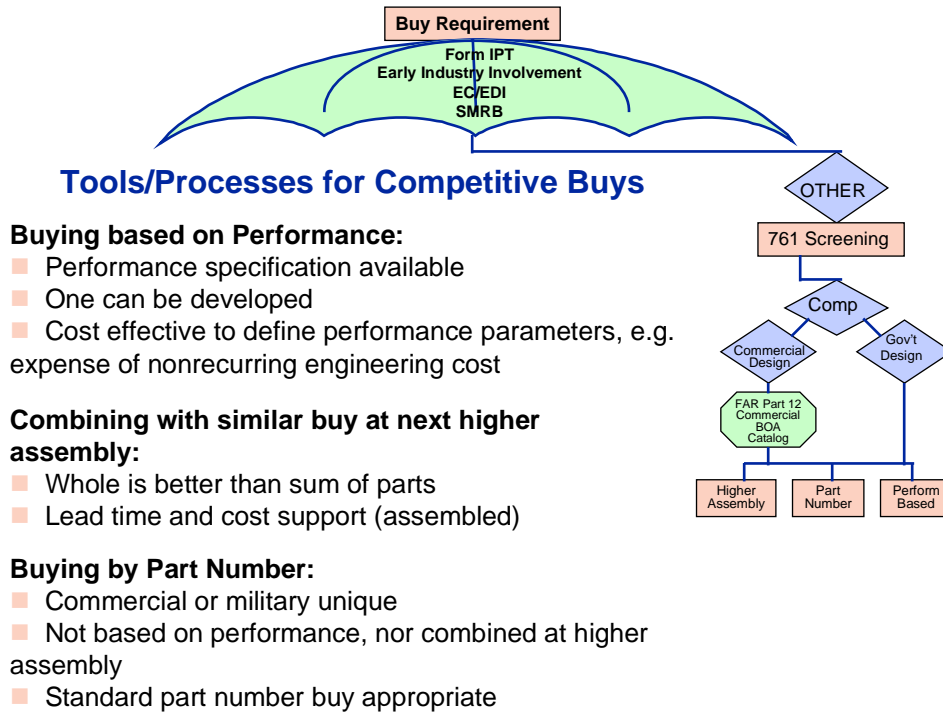 Buy Requirement
Form IPT
Early Industry Involvement
EC/EDI
SMRB
Tools/Processes for Competitive Buys
OTHER
761 Screening
Comp
Commercial
Design
Gov't
Design
FAR Part 12
Commercial
BOA
Catalog
Higher
Assembly
Part
Number
Perform
Based
Buying based on Performance:
Performance specification available
One can be developed
Cost effective to define performance parameters, e.g.
expense of nonrecurring engineering cost
Combining with similar buy at next higher
assembly:
Whole is better than sum of parts
Lead time and cost support (assembled)
Buying by Part Number:
Commercial or military unique
Not based on performance, nor combined at higher
assembly
Standard part number buy appropriate